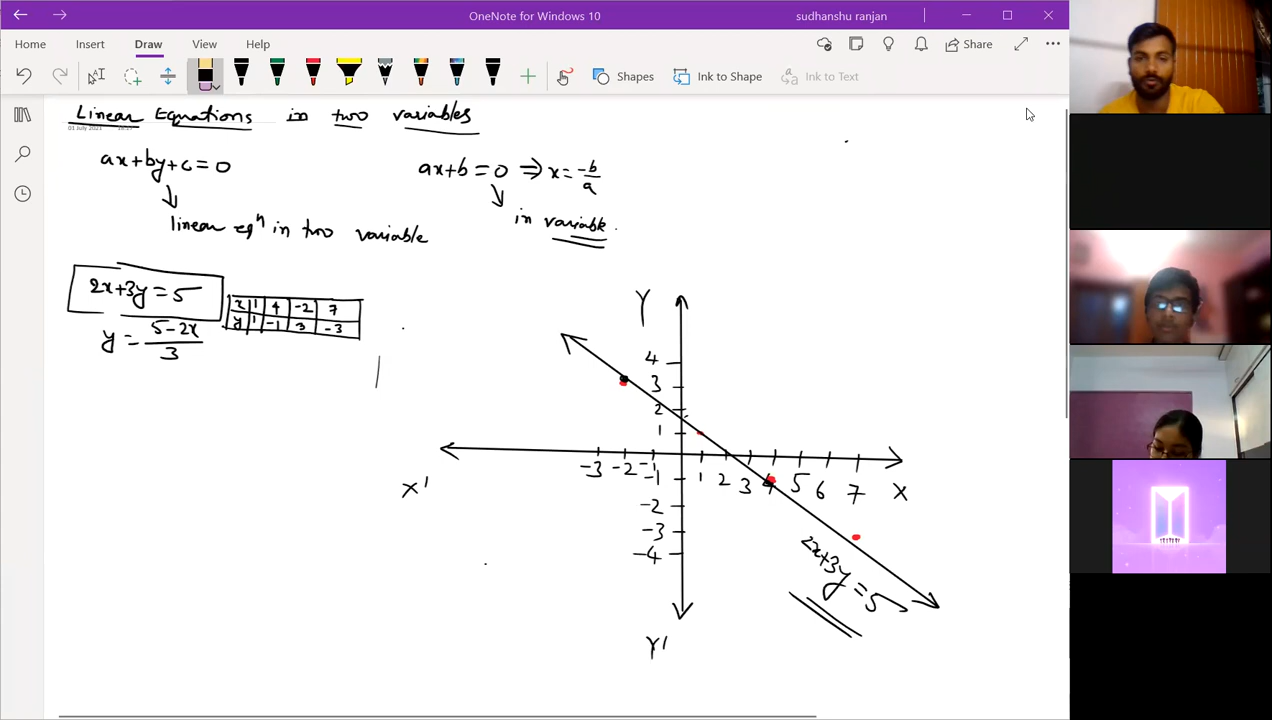 OneNote for Windows 10
sudhanshu ranjan
Home Insert Draw View Help
Share
Shapes Ink to Shape Ink to Text
Linear Equations in two variables
01 July 2021
ax+by+c=0
ax+b=0 ⇒ x=-b/a
linear eqⁿ in two variable
in variable.
2x+3y=5
x 1 4 -2 7
y 1 -1 3 -3
y = (5-2x)/3
Y
4
3
2
1
-3 -2 -1 1 2 3 4 5 6 7
X' X
-1
-2
-3
-4
2x+3y=5
Y'